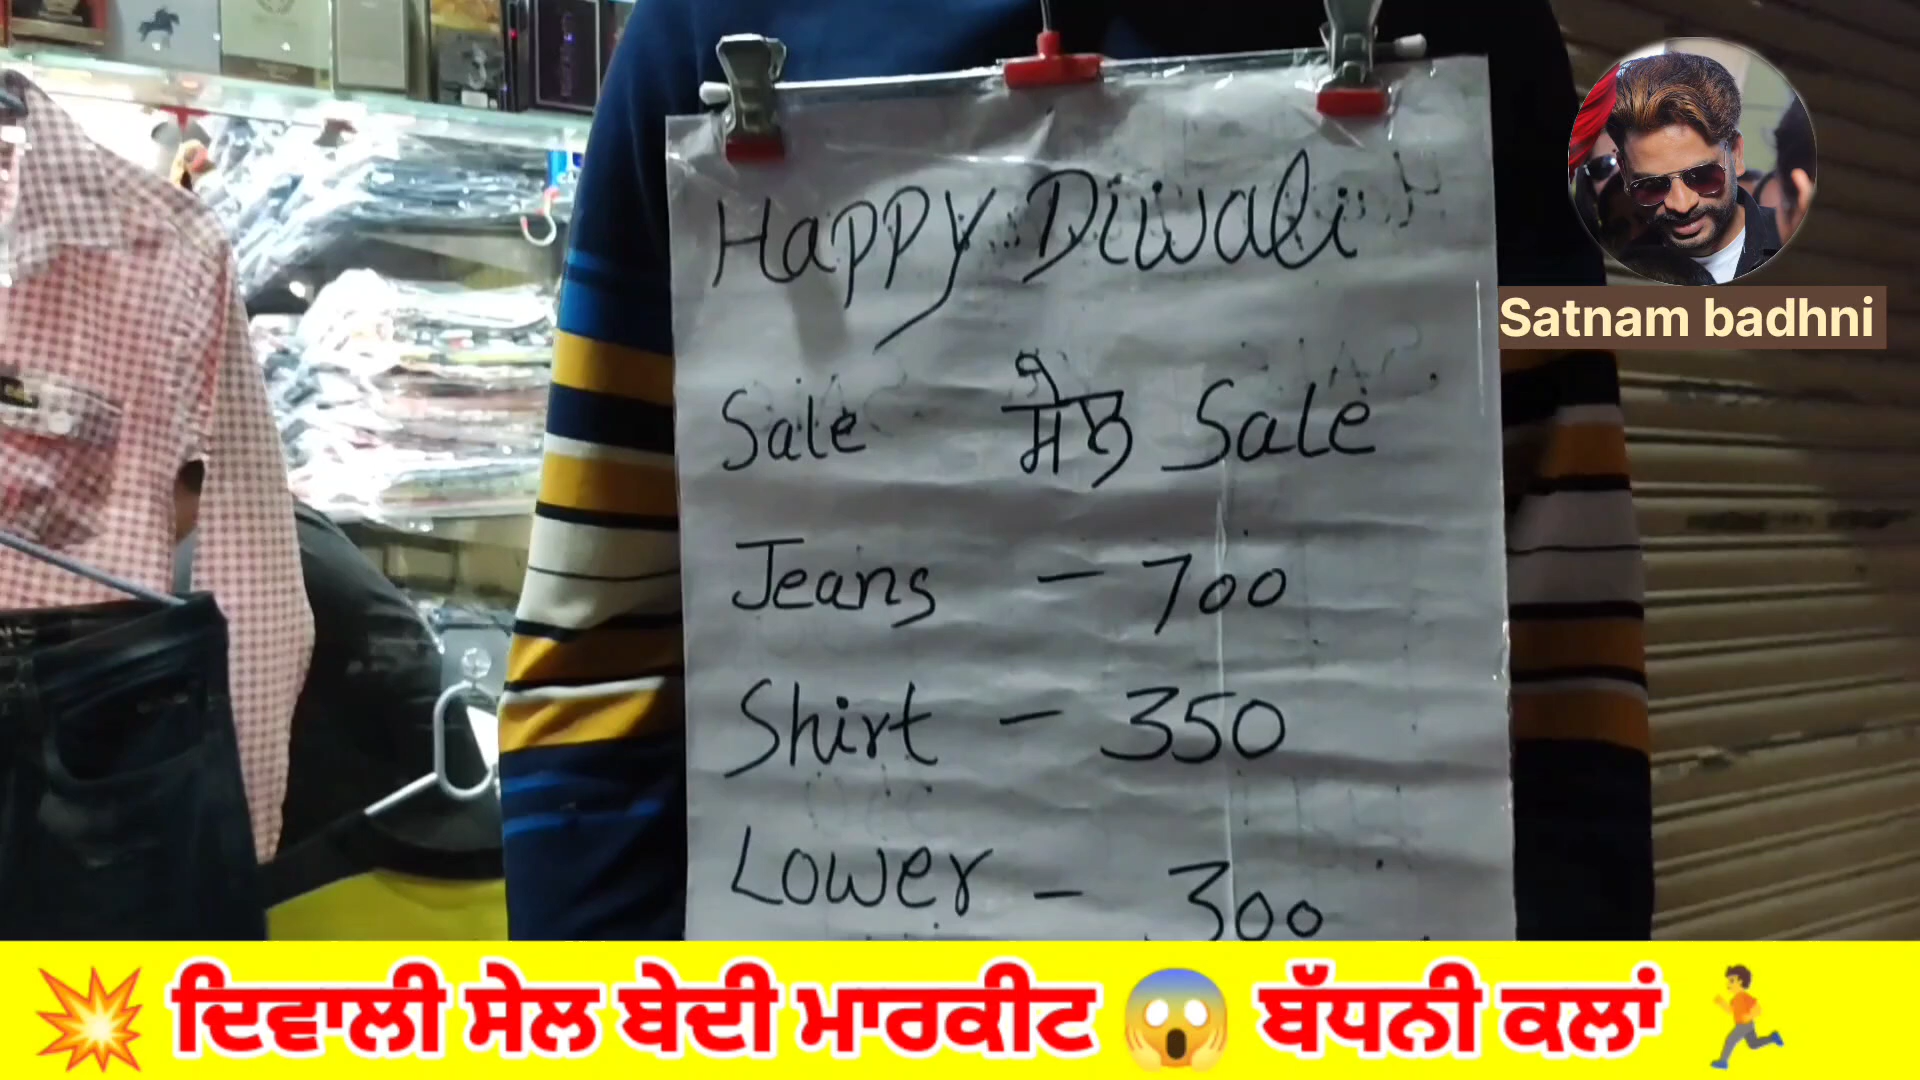 Happy Diwali
Satnam badhni
Sale ਸੇਲ Sale
Jeans - 700
Shirt - 350
Lower - 300
💥 ਦਿਵਾਲੀ ਸੇਲ ਬੇਦੀ ਮਾਰਕੀਟ 😱 ਬੱਧਨੀ ਕਲਾਂ 🏃